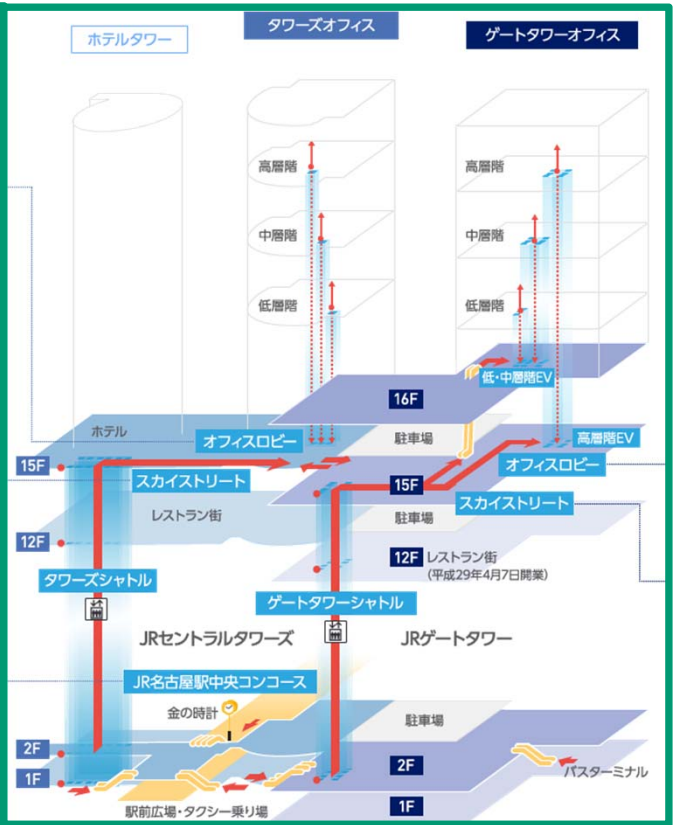 ホテルタワー
タワーズオフィス
ゲートタワーオフィス
高層階
高層階
中層階
中層階
低層階
低層階
低・中層階EV
16F
ホテル
オフィスロビー
駐車場
高層階EV
15F
オフィスロビー
スカイストリート
15F
スカイストリート
レストラン街
駐車場
12F
12F
レストラン街
(平成29年4月7日開業)
タワーズシャトル
ゲートタワーシャトル
JRセントラルタワーズ
JRゲートタワー
JR名古屋駅中央コンコース
金の時計
駐車場
2F
2F
バスターミナル
1F
1F
駅前広場・タクシー乗り場